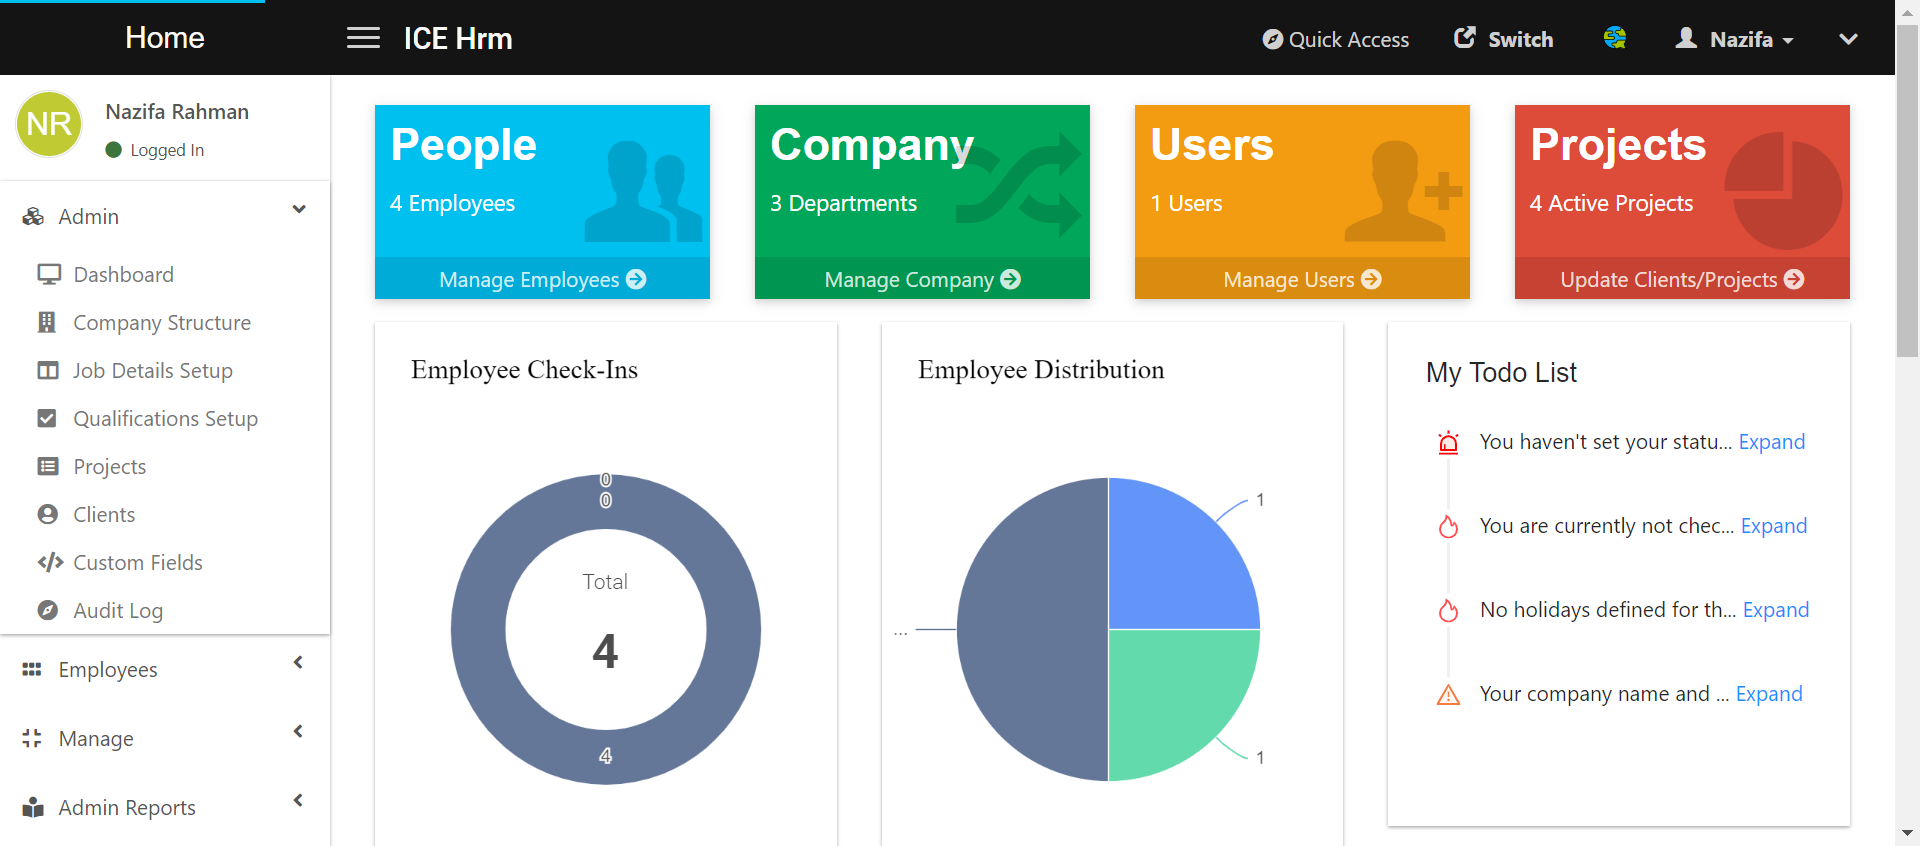 Home
ICE Hrm
Quick Access
Switch
Nazifa
NR
Nazifa Rahman
Logged In
Admin
Dashboard
Company Structure
Job Details Setup
Qualifications Setup
Projects
Clients
Custom Fields
Audit Log
Employees
Manage
Admin Reports
People
4 Employees
Manage Employees
Company
3 Departments
Manage Company
Users
1 Users
Manage Users
Projects
4 Active Projects
Update Clients/Projects
Employee Check-Ins
0
0
Total
4
4
Employee Distribution
1
...
1
My Todo List
You haven't set your statu... Expand
You are currently not chec... Expand
No holidays defined for th... Expand
Your company name and ... Expand